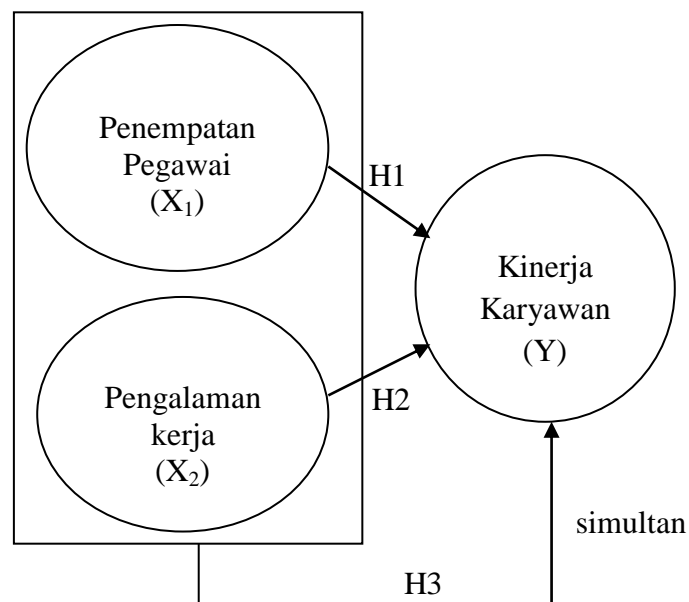 Penempatan
Pegawai
(X₁)
H1
Kinerja
Karyawan
(Y)
Pengalaman
kerja
(X₂)
H2
simultan
H3